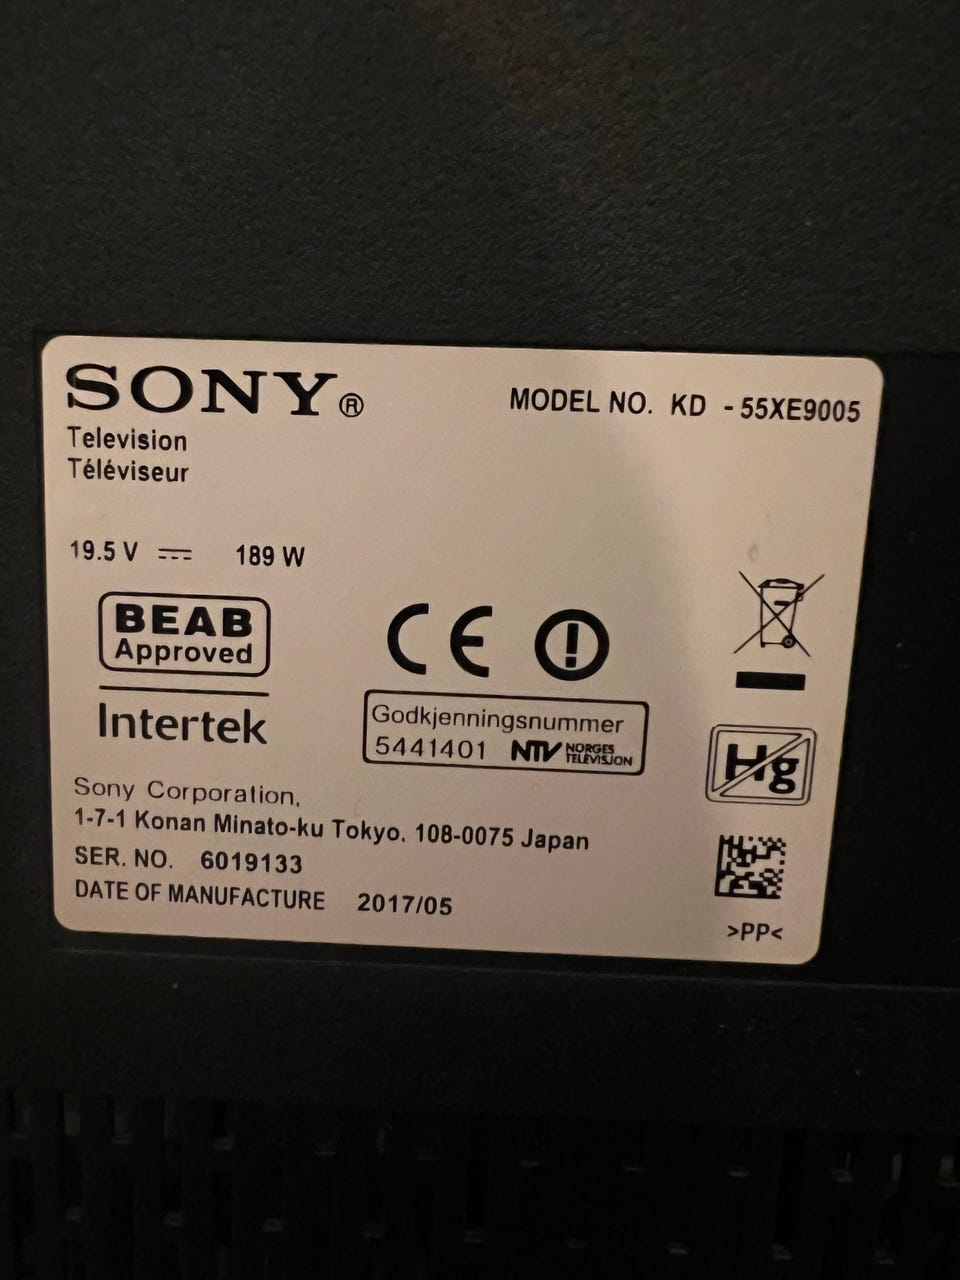 SONY®
MODEL NO. KD - 55XE9005
Television
Téléviseur
19.5 V ⎓ 189 W
BEAB
Approved
Intertek
CE
Godkjenningsnummer
5441401 NTV NORGES TELEVISJON
Hg
Sony Corporation,
1-7-1 Konan Minato-ku Tokyo. 108-0075 Japan
SER. NO. 6019133
DATE OF MANUFACTURE 2017/05
>PP<